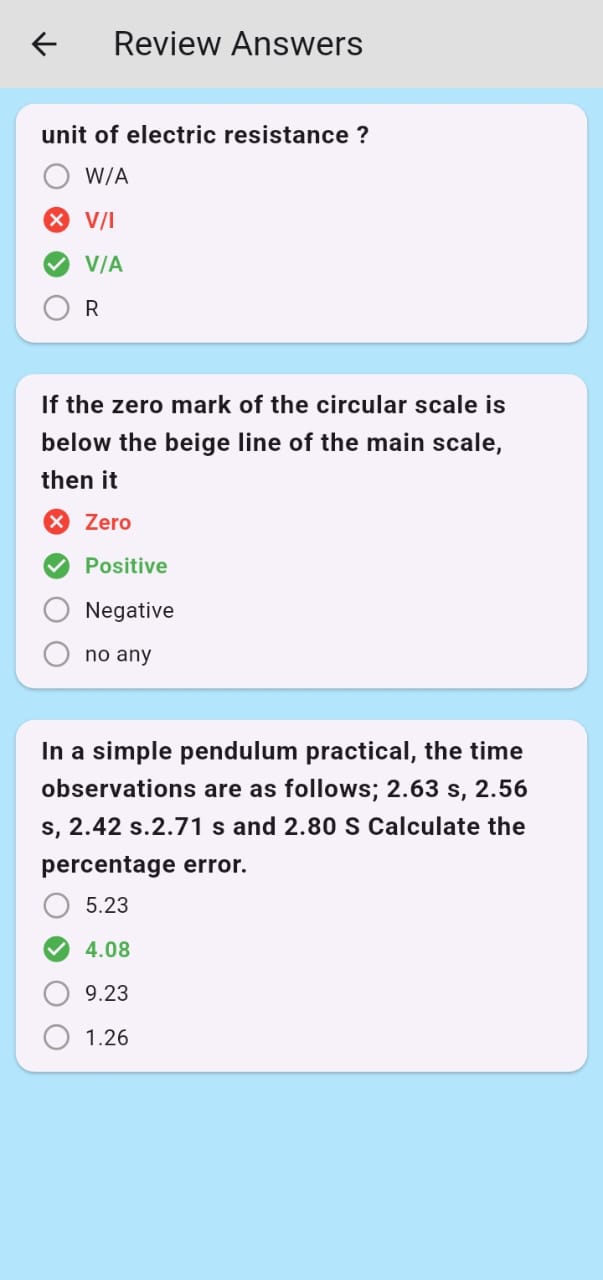 Review Answers
unit of electric resistance ?
W/A
V/I
V/A
R
If the zero mark of the circular scale is
below the beige line of the main scale,
then it
Zero
Positive
Negative
no any
In a simple pendulum practical, the time
observations are as follows; 2.63 s, 2.56
s, 2.42 s.2.71 s and 2.80 S Calculate the
percentage error.
5.23
4.08
9.23
1.26